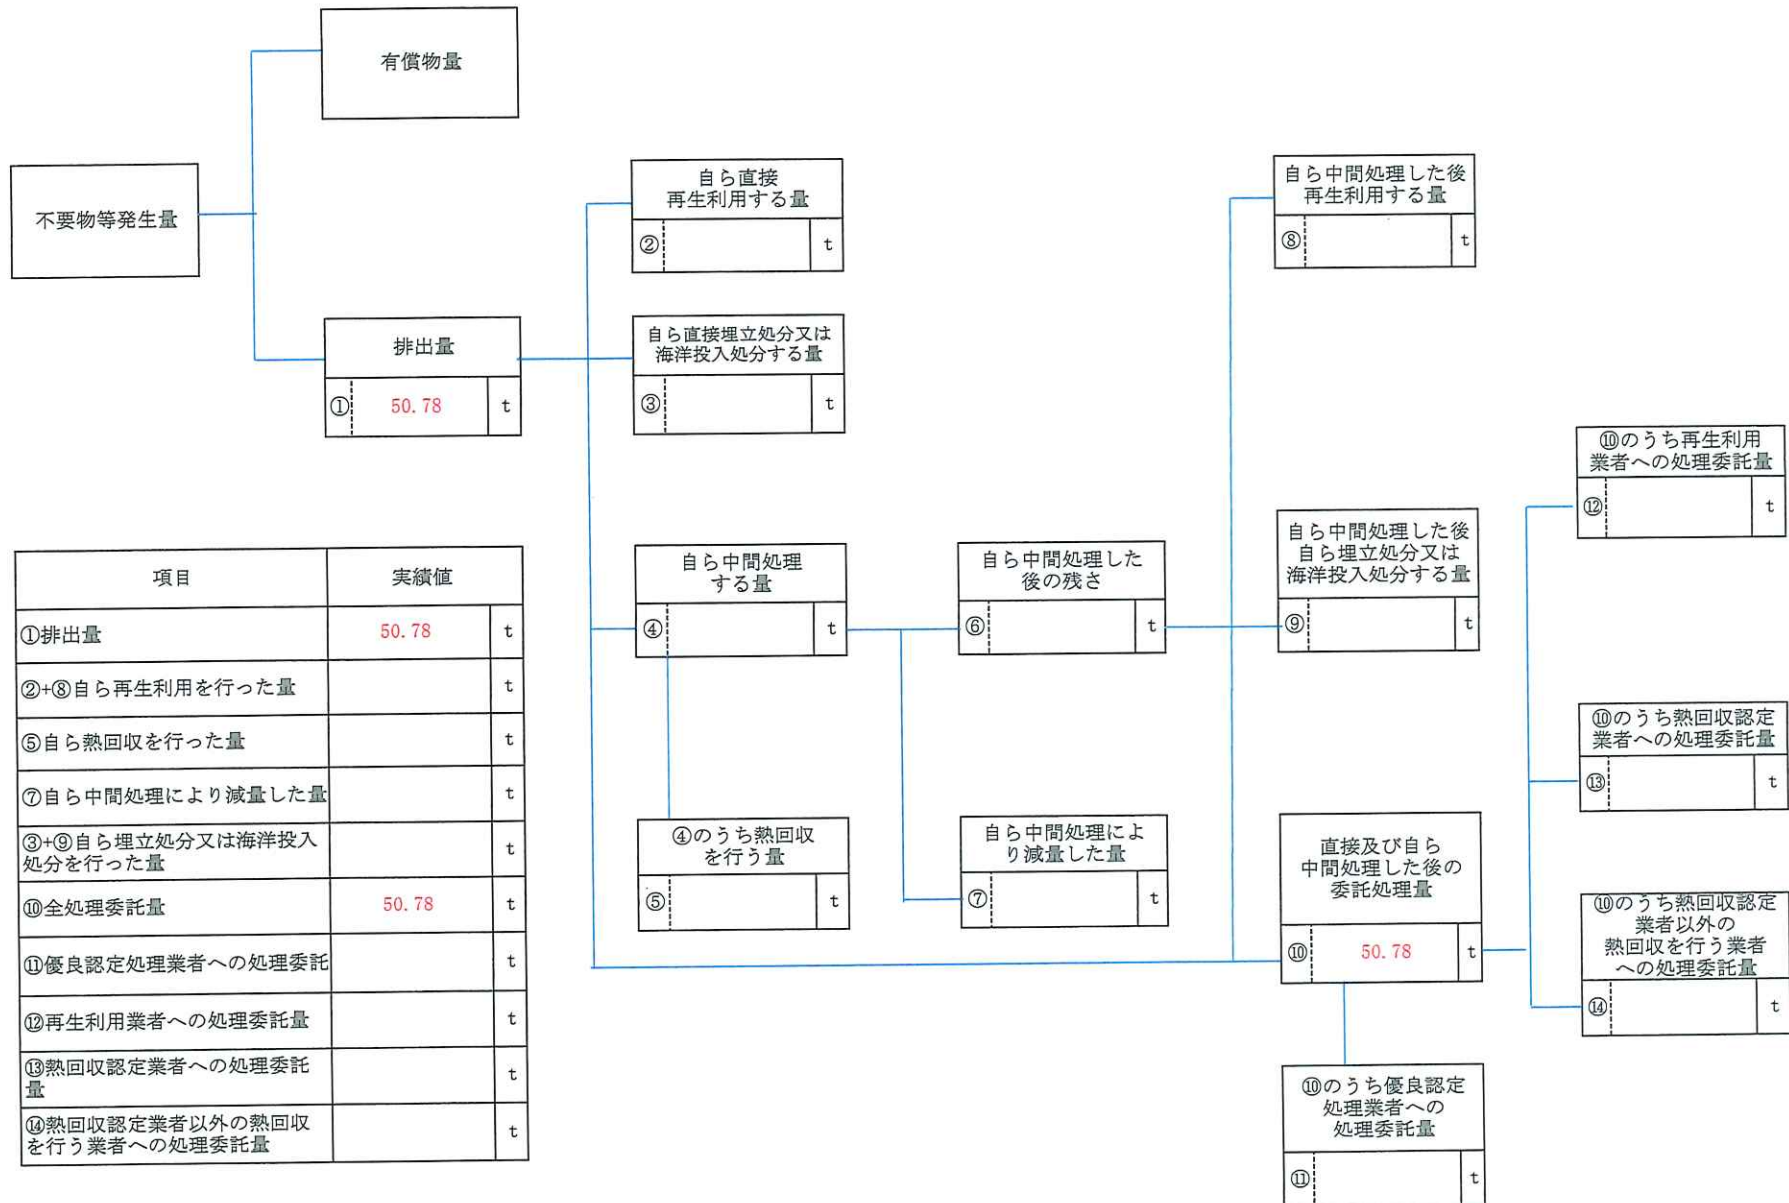 有償物量
不要物等発生量
排出量
① 50.78 t
自ら直接
再生利用する量
② t
自ら直接埋立処分又は
海洋投入処分する量
③ t
自ら中間処理
する量
④ t
④のうち熱回収
を行う量
⑤ t
自ら中間処理した
後の残さ
⑥ t
自ら中間処理によ
り減量した量
⑦ t
自ら中間処理した後
再生利用する量
⑧ t
自ら中間処理した後
自ら埋立処分又は
海洋投入処分する量
⑨ t
直接及び自ら
中間処理した後の
委託処理量
⑩ 50.78 t
⑩のうち優良認定
処理業者への
処理委託量
⑪ t
⑩のうち再生利用
業者への処理委託量
⑫ t
⑩のうち熱回収認定
業者への処理委託量
⑬ t
⑩のうち熱回収認定
業者以外の
熱回収を行う業者
への処理委託量
⑭ t
項目 実績値
①排出量 50.78 t
②+⑧自ら再生利用を行った量 t
⑤自ら熱回収を行った量 t
⑦自ら中間処理により減量した量 t
③+⑨自ら埋立処分又は海洋投入
処分を行った量 t
⑩全処理委託量 50.78 t
⑪優良認定処理業者への処理委託 t
⑫再生利用業者への処理委託量 t
⑬熱回収認定業者への処理委託
量 t
⑭熱回収認定業者以外の熱回収
を行う業者への処理委託量 t